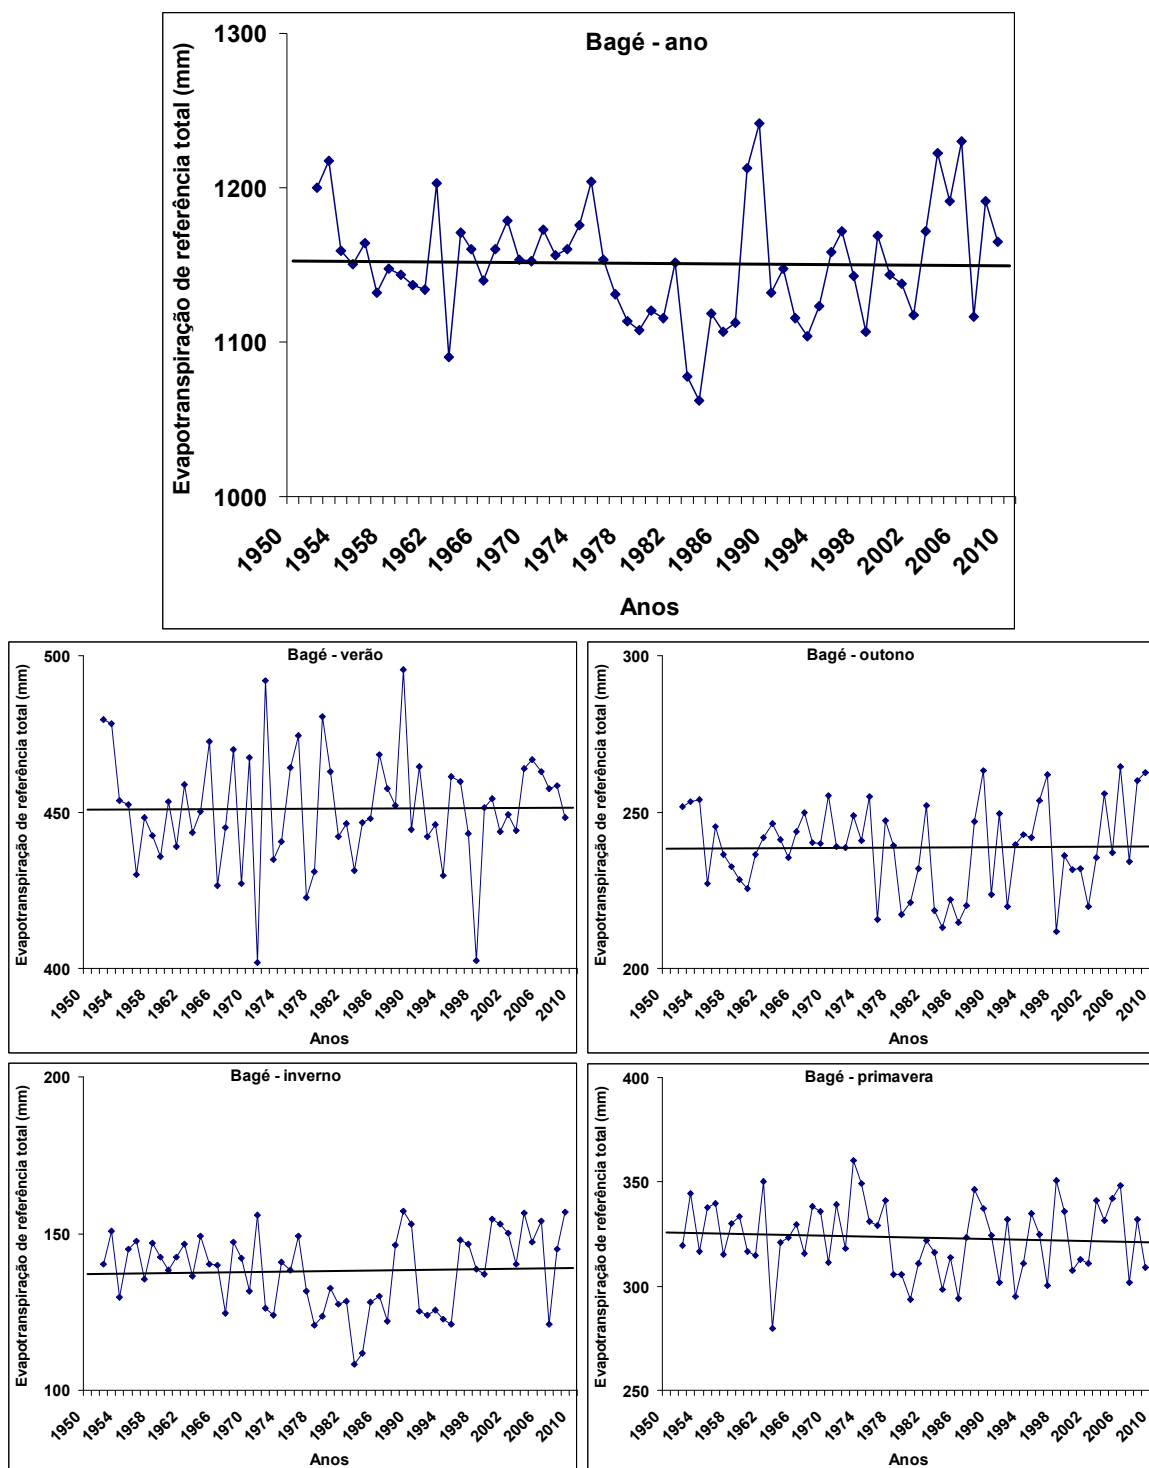 Bagé - ano
Evapotranspiração de referência total (mm)
1300
1200
1100
1000
1950 1954 1958 1962 1966 1970 1974 1978 1982 1986 1990 1994 1998 2002 2006 2010
Anos
Bagé - verão
Evapotranspiração de referência total (mm)
500
450
400
1950 1954 1958 1962 1966 1970 1974 1978 1982 1986 1990 1994 1998 2002 2006 2010
Anos
Bagé - outono
Evapotranspiração de referência total (mm)
300
250
200
1950 1954 1958 1962 1966 1970 1974 1978 1982 1986 1990 1994 1998 2002 2006 2010
Anos
Bagé - inverno
Evapotranspiração de referência total (mm)
200
150
100
1950 1954 1958 1962 1966 1970 1974 1978 1982 1986 1990 1994 1998 2002 2006 2010
Anos
Bagé - primavera
Evapotranspiração de referência total (mm)
400
350
300
250
1950 1954 1958 1962 1966 1970 1974 1978 1982 1986 1990 1994 1998 2002 2006 2010
Anos